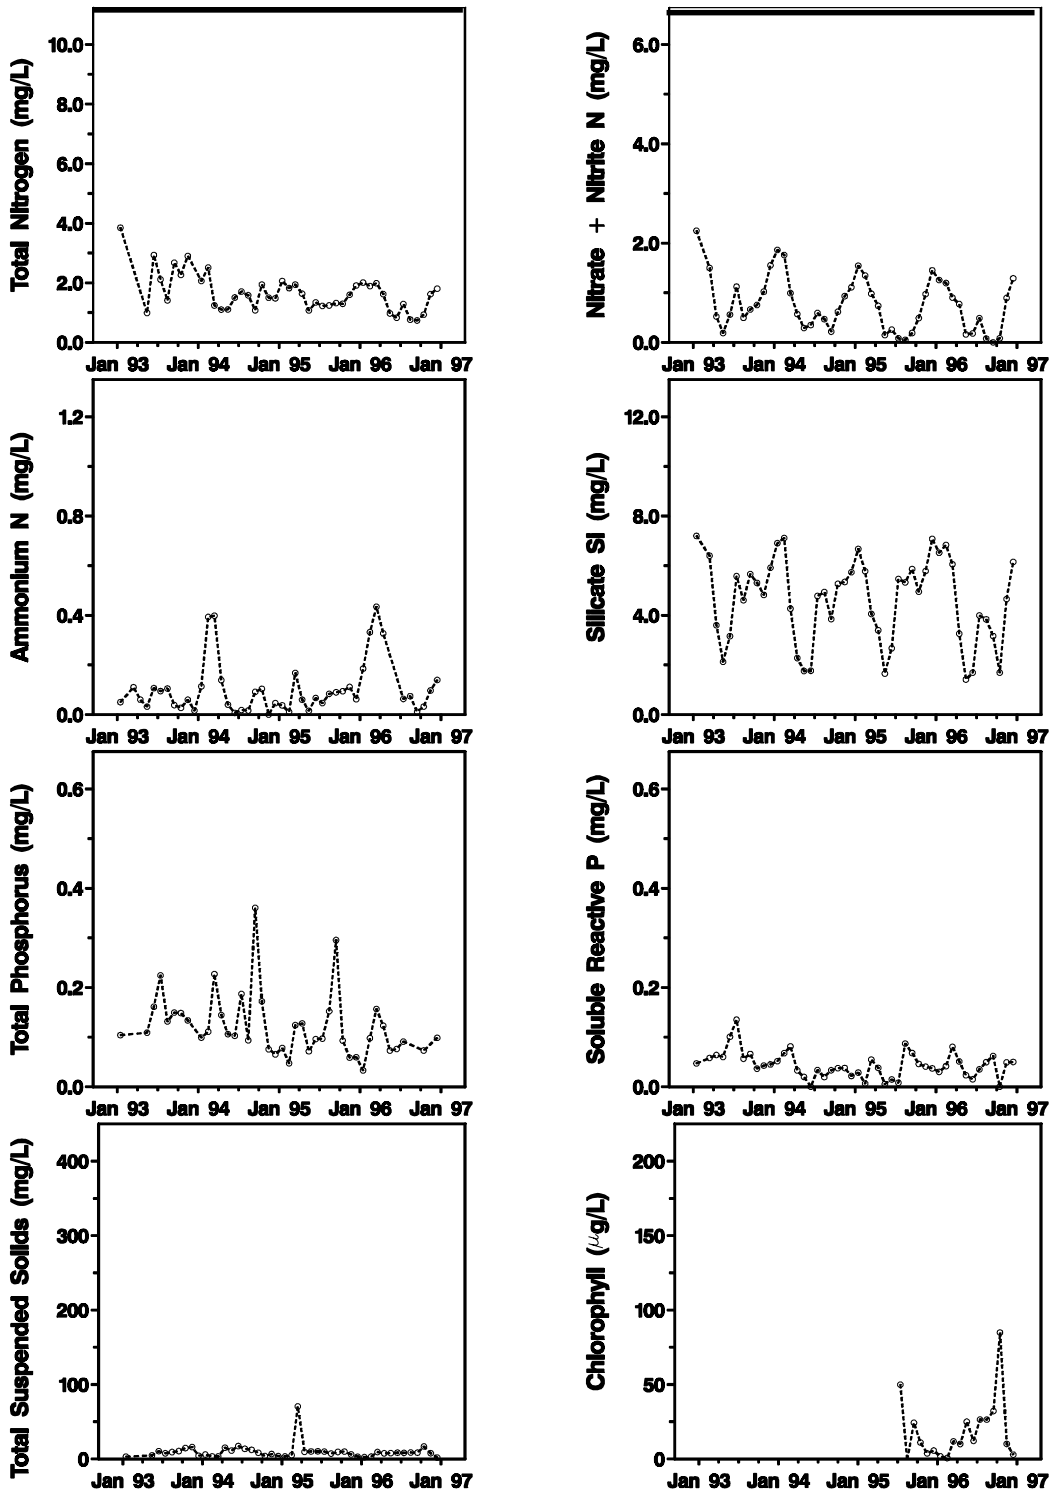 Total Nitrogen (mg/L)
10.0
8.0
6.0
4.0
2.0
0.0
Jan 93 Jan 94 Jan 95 Jan 96 Jan 97
Nitrate + Nitrite N (mg/L)
6.0
4.0
2.0
0.0
Jan 93 Jan 94 Jan 95 Jan 96 Jan 97
Ammonium N (mg/L)
1.2
0.8
0.4
0.0
Jan 93 Jan 94 Jan 95 Jan 96 Jan 97
Silicate Si (mg/L)
12.0
8.0
4.0
0.0
Jan 93 Jan 94 Jan 95 Jan 96 Jan 97
Total Phosphorus (mg/L)
0.6
0.4
0.2
0.0
Jan 93 Jan 94 Jan 95 Jan 96 Jan 97
Soluble Reactive P (mg/L)
0.6
0.4
0.2
0.0
Jan 93 Jan 94 Jan 95 Jan 96 Jan 97
Total Suspended Solids (mg/L)
400
300
200
100
0
Jan 93 Jan 94 Jan 95 Jan 96 Jan 97
Chlorophyll (μg/L)
200
150
100
50
0
Jan 93 Jan 94 Jan 95 Jan 96 Jan 97